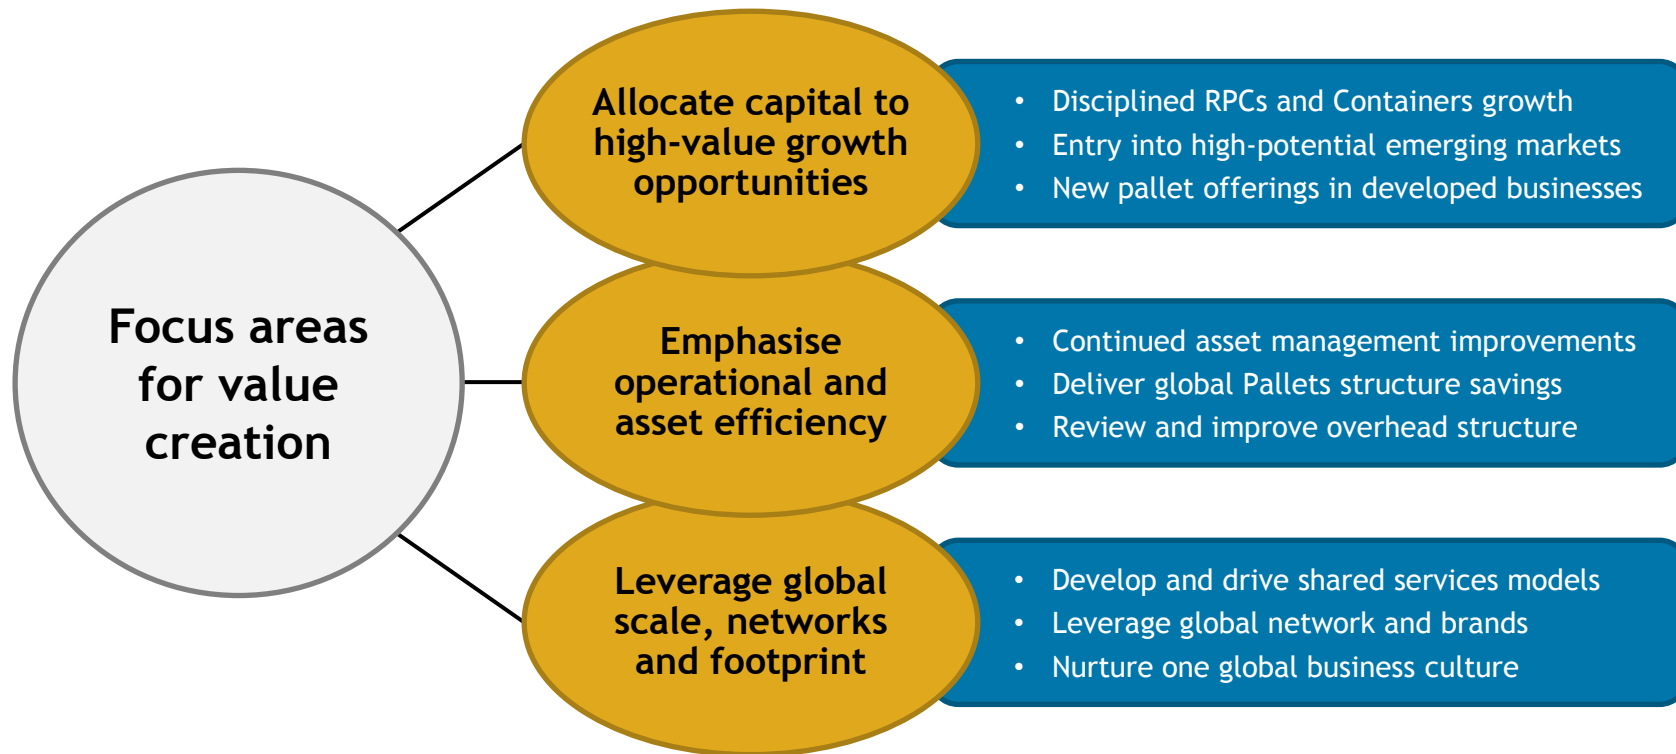 Focus areas
for value
creation
Allocate capital to
high-value growth
opportunities
• Disciplined RPCs and Containers growth
• Entry into high-potential emerging markets
• New pallet offerings in developed businesses
Emphasise
operational and
asset efficiency
• Continued asset management improvements
• Deliver global Pallets structure savings
• Review and improve overhead structure
Leverage global
scale, networks
and footprint
• Develop and drive shared services models
• Leverage global network and brands
• Nurture one global business culture